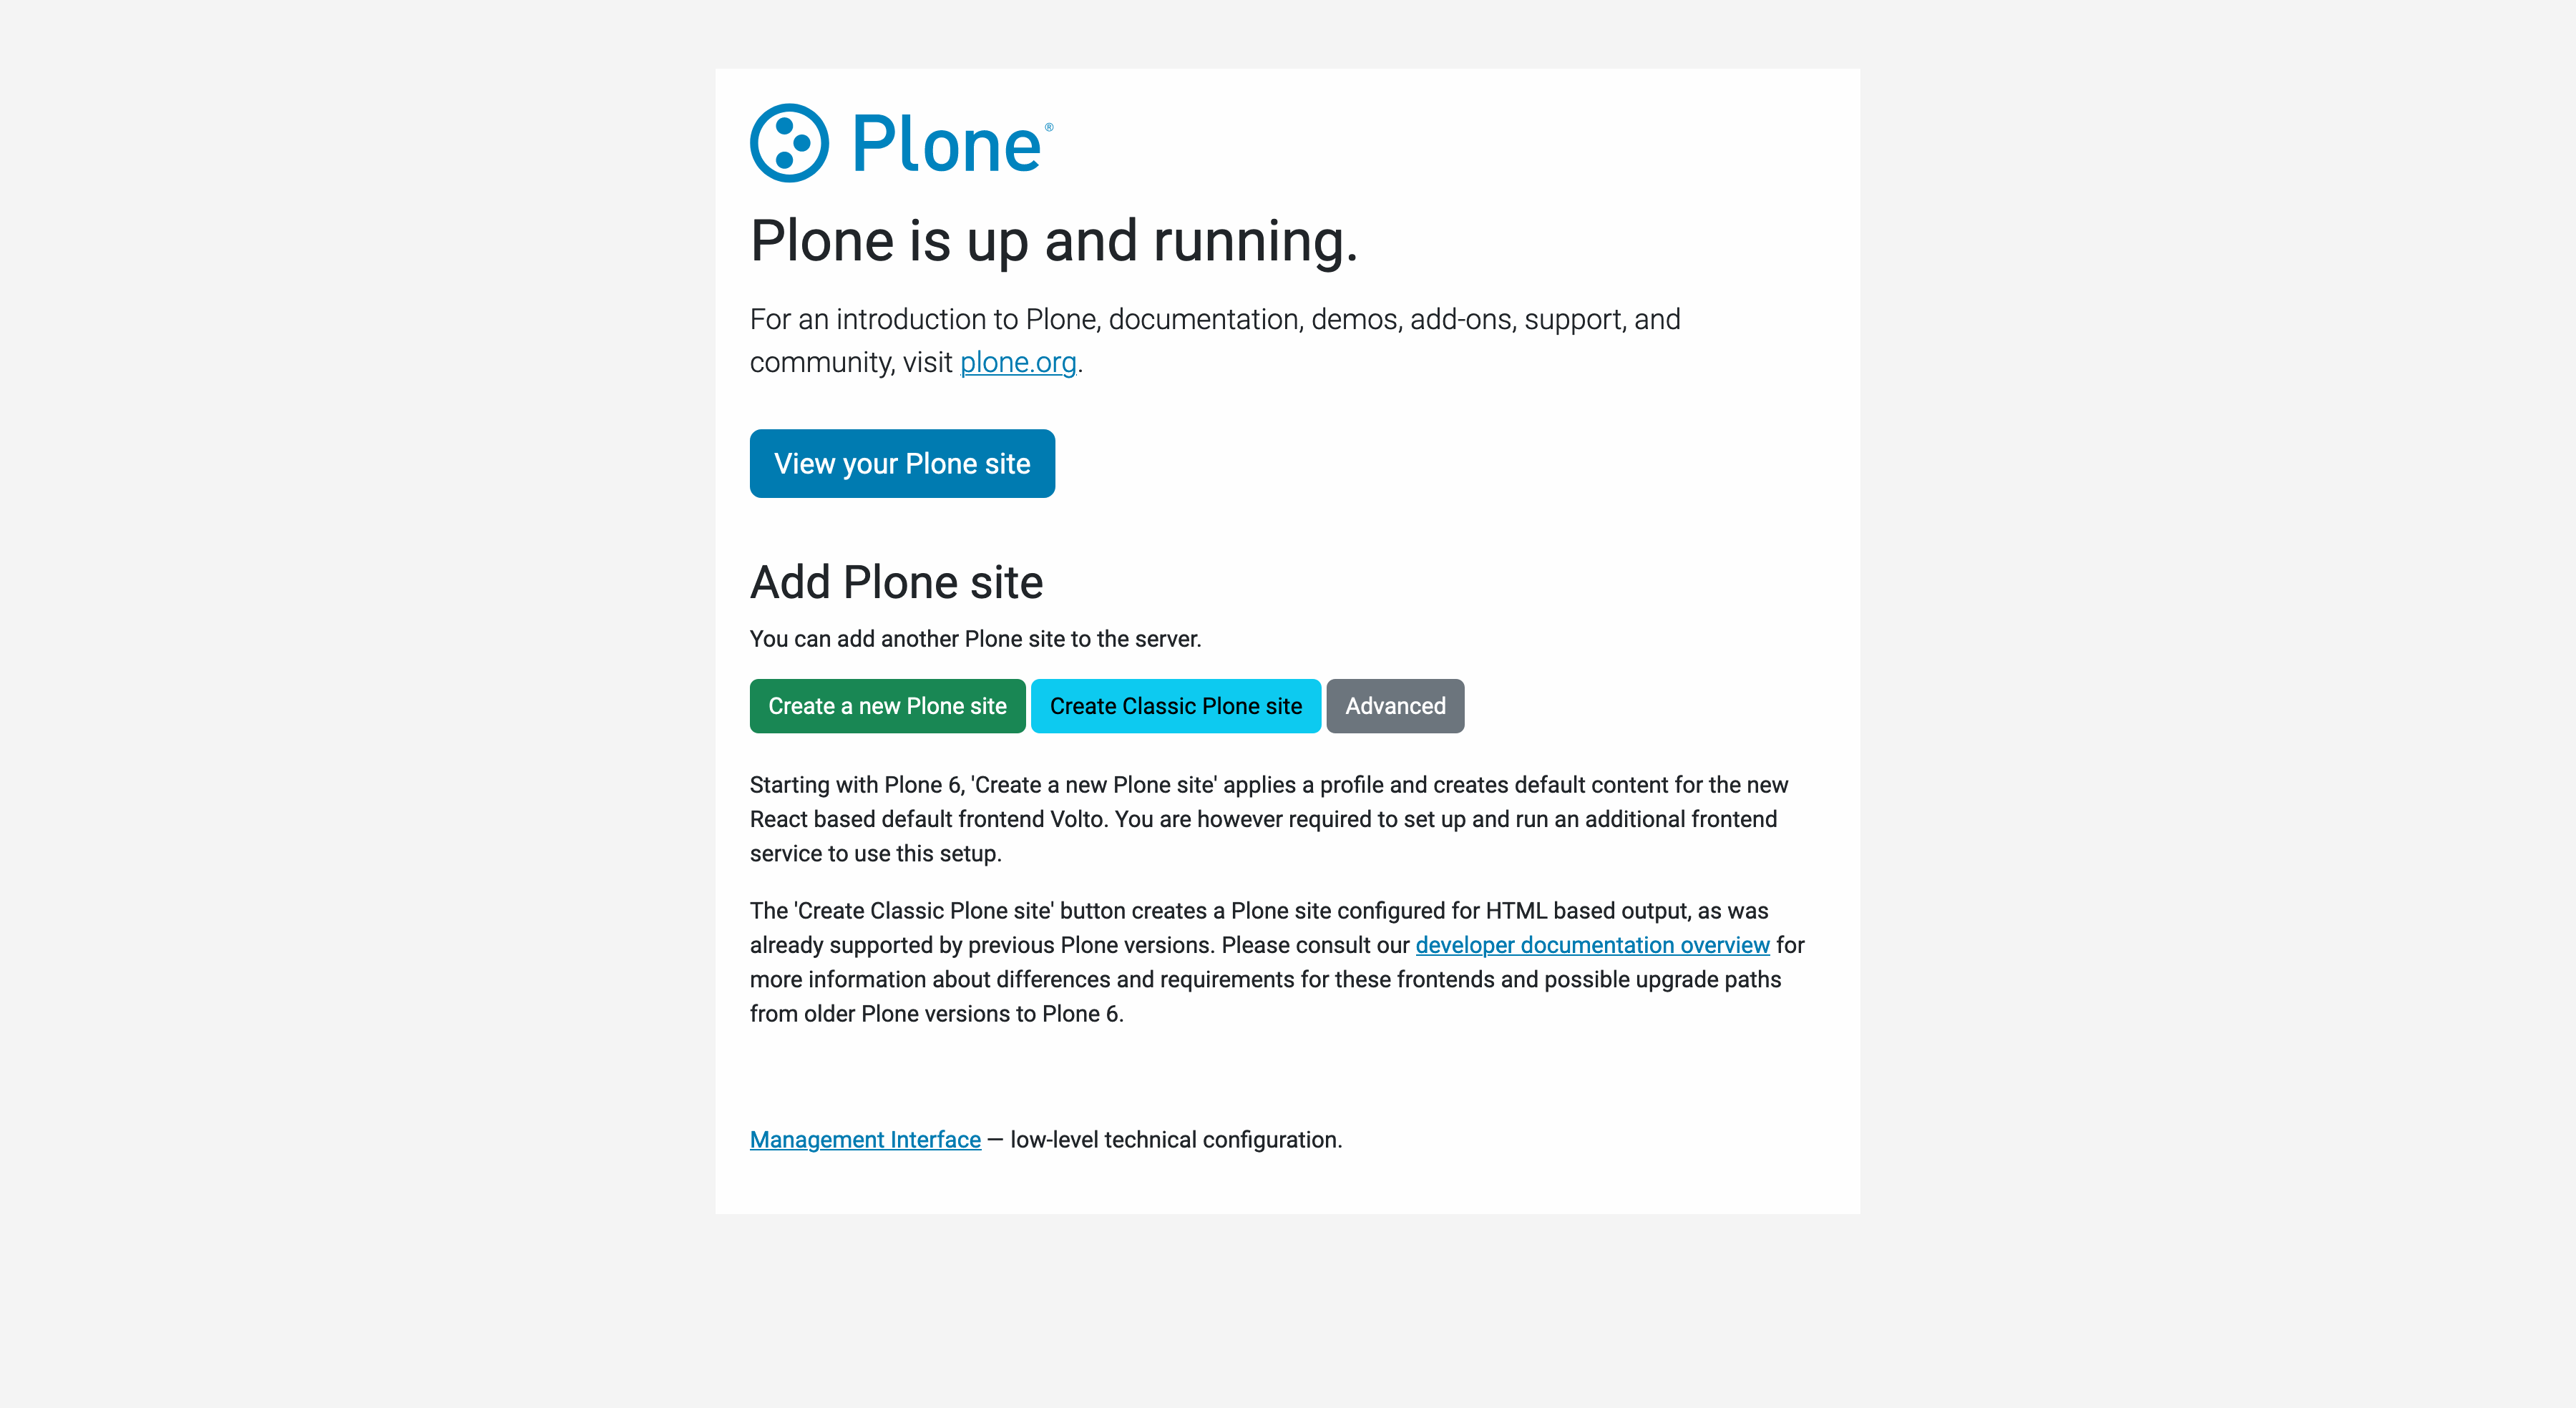 Plone®
Plone is up and running.
For an introduction to Plone, documentation, demos, add-ons, support, and
community, visit plone.org.
View your Plone site
Add Plone site
You can add another Plone site to the server.
Create a new Plone site
Create Classic Plone site
Advanced
Starting with Plone 6, 'Create a new Plone site' applies a profile and creates default content for the new
React based default frontend Volto. You are however required to set up and run an additional frontend
service to use this setup.
The 'Create Classic Plone site' button creates a Plone site configured for HTML based output, as was
already supported by previous Plone versions. Please consult our developer documentation overview for
more information about differences and requirements for these frontends and possible upgrade paths
from older Plone versions to Plone 6.
Management Interface — low-level technical configuration.